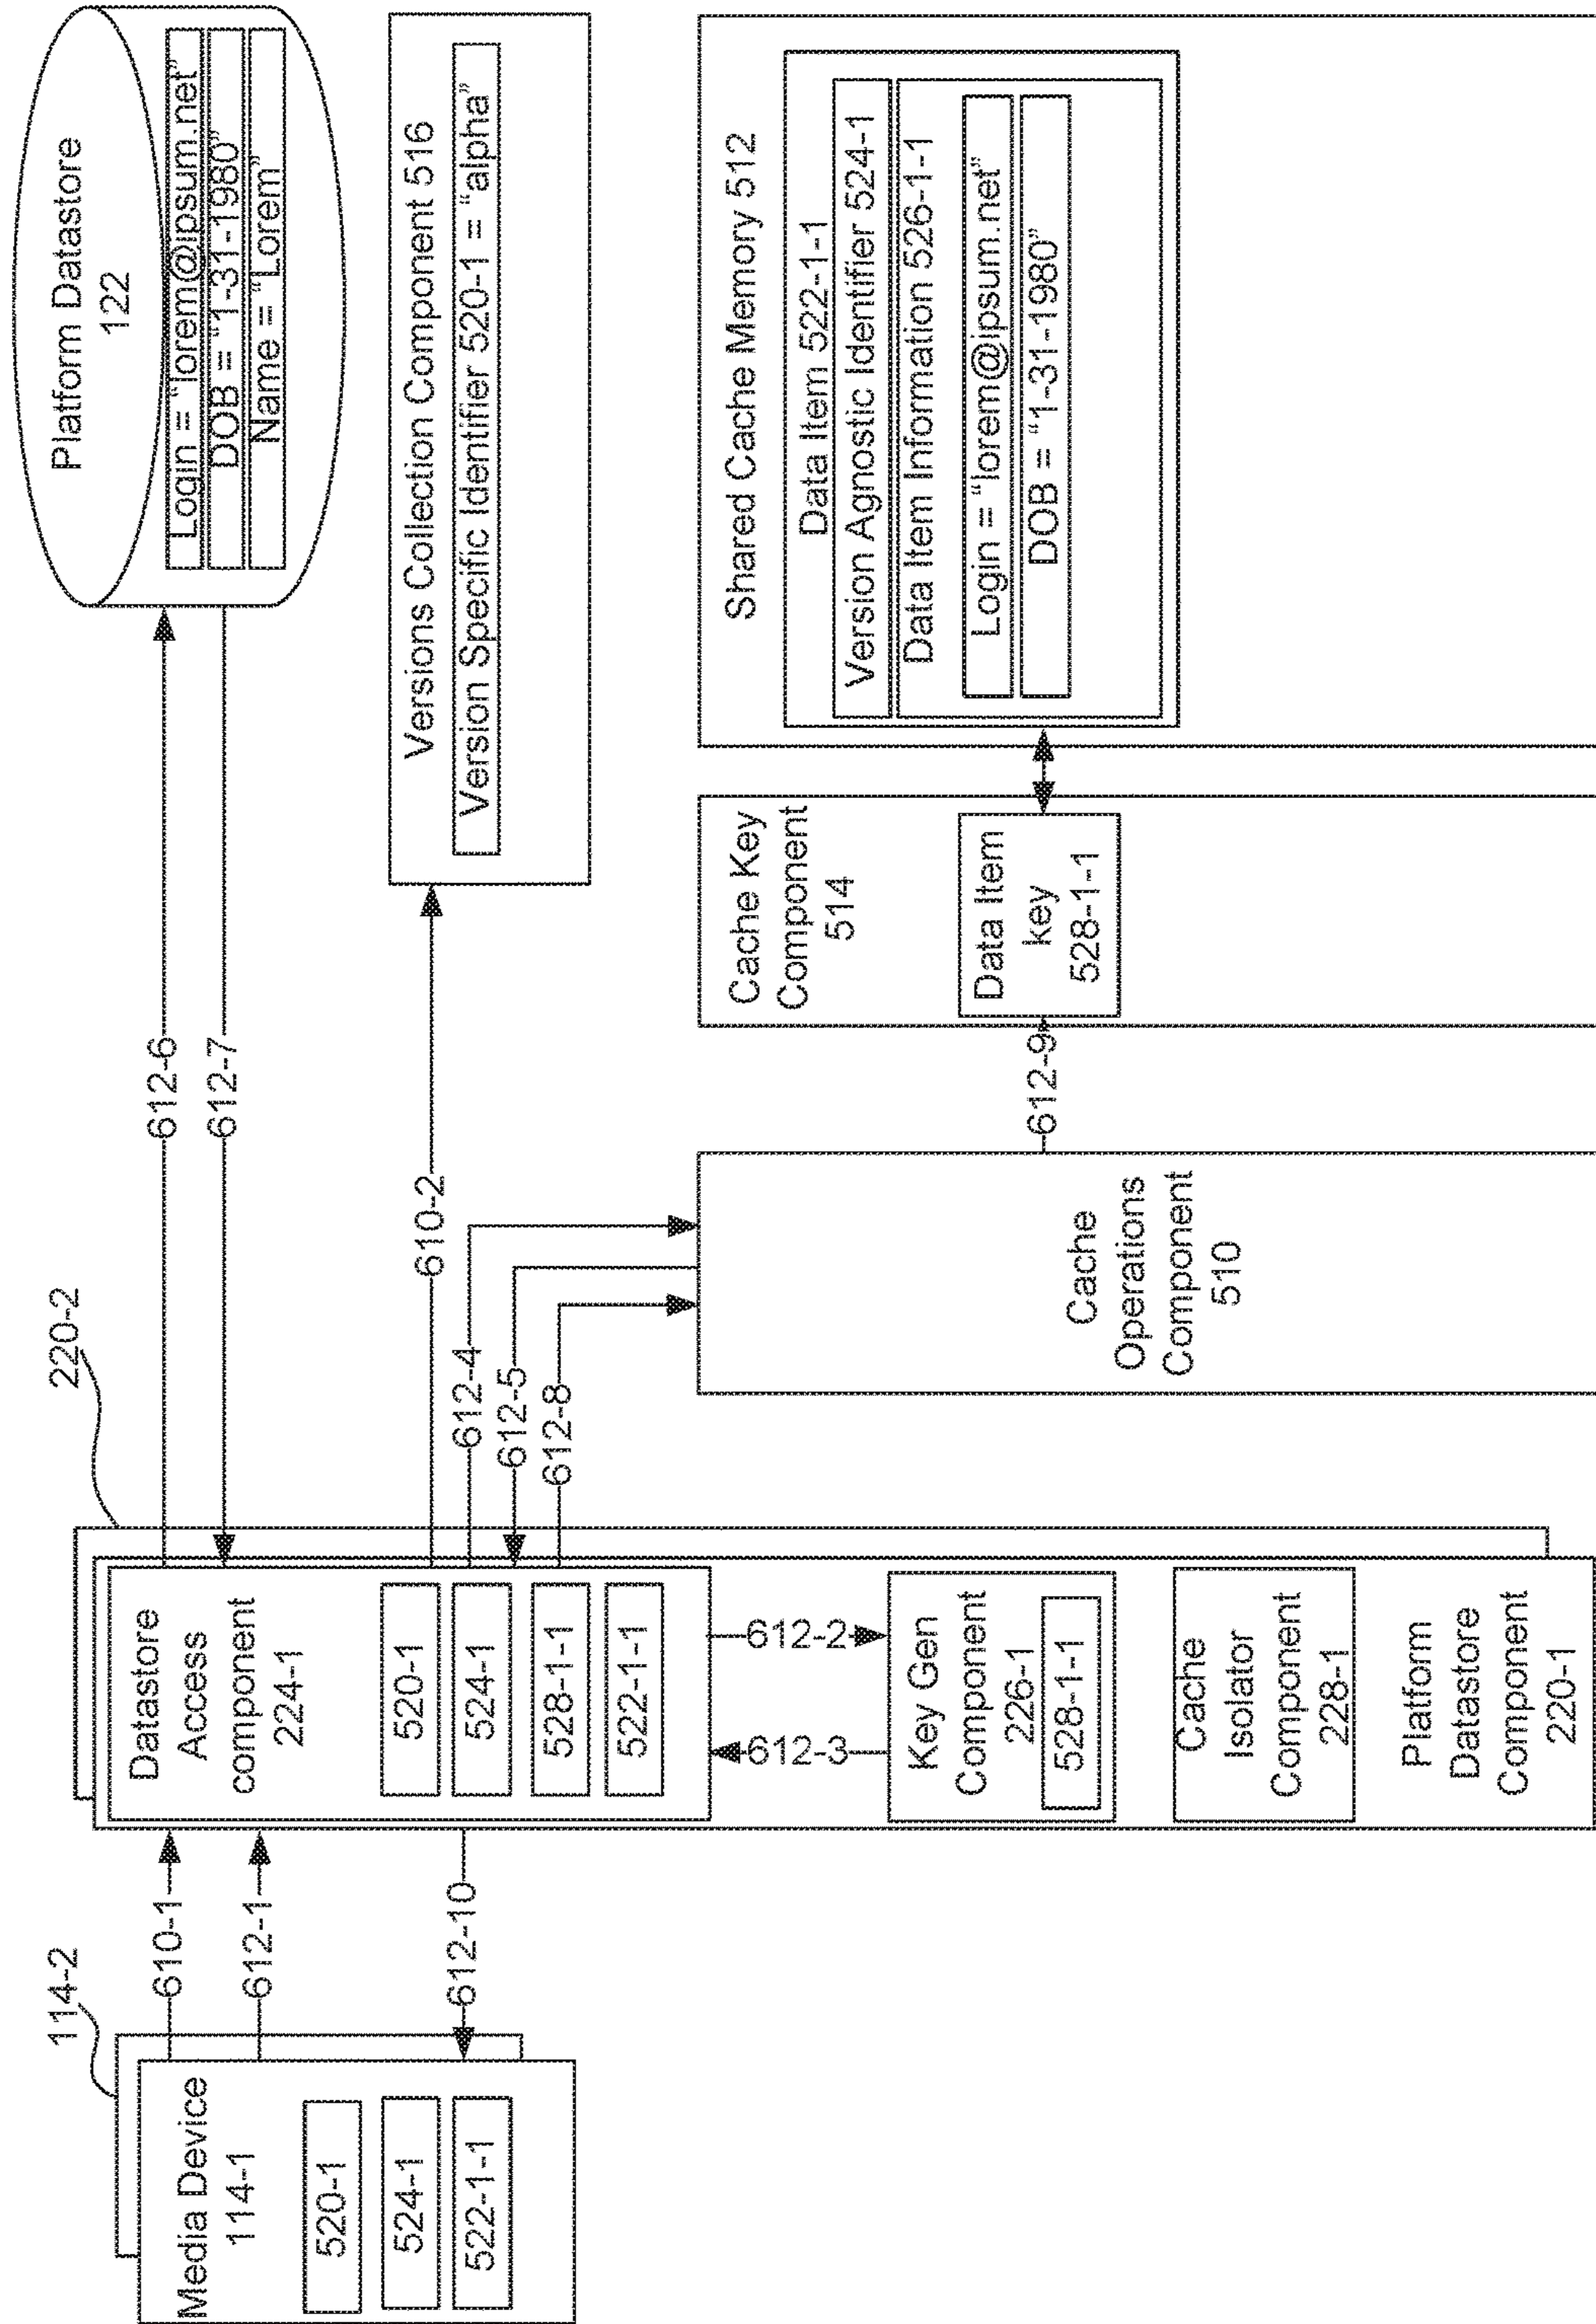 114-2
Media Device
114-1
520-1
524-1
522-1-1
610-1
612-1
612-10
220-2
Datastore
Access
component
224-1
520-1
524-1
528-1-1
522-1-1
612-2
612-3
Key Gen
Component
226-1
528-1-1
Cache
Isolator
Component
228-1
Platform
Datastore
Component
220-1
612-6
612-7
610-2
612-4
612-5
612-8
Platform Datastore
122
Login = "lorem@ipsum.net"
DOB = "1-31-1980"
Name = "Lorem"
Versions Collection Component 516
Version Specific Identifier 520-1 = "alpha"
Cache
Operations
Component
510
612-9
Cache Key
Component
514
Data Item
key
528-1-1
Shared Cache Memory 512
Data Item 522-1-1
Version Agnostic Identifier 524-1
Data Item Information 526-1-1
Login = "lorem@ipsum.net"
DOB = "1-31-1980"